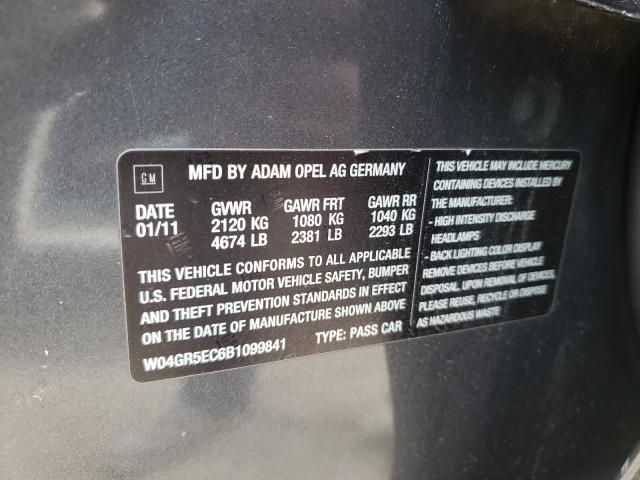 GM
MFD BY ADAM OPEL AG GERMANY
DATE GVWR GAWR FRT GAWR RR
01/11 2120 KG 1080 KG 1040 KG
4674 LB 2381 LB 2293 LB
THIS VEHICLE CONFORMS TO ALL APPLICABLE
U.S. FEDERAL MOTOR VEHICLE SAFETY, BUMPER
AND THEFT PREVENTION STANDARDS IN EFFECT
ON THE DATE OF MANUFACTURE SHOWN ABOVE
W04GR5EC6B1099841 TYPE: PASS CAR
THIS VEHICLE MAY INCLUDE MERCURY
CONTAINING DEVICES INSTALLED BY
THE MANUFACTURER:
- HIGH INTENSITY DISCHARGE
HEADLAMPS
- BACK LIGHTING COLOR DISPLAY
REMOVE DEVICES BEFORE VEHICLE
DISPOSAL. UPON REMOVAL OF DEVICES,
PLEASE REUSE, RECYCLE OR DISPOSE
AS HAZARDOUS WASTE